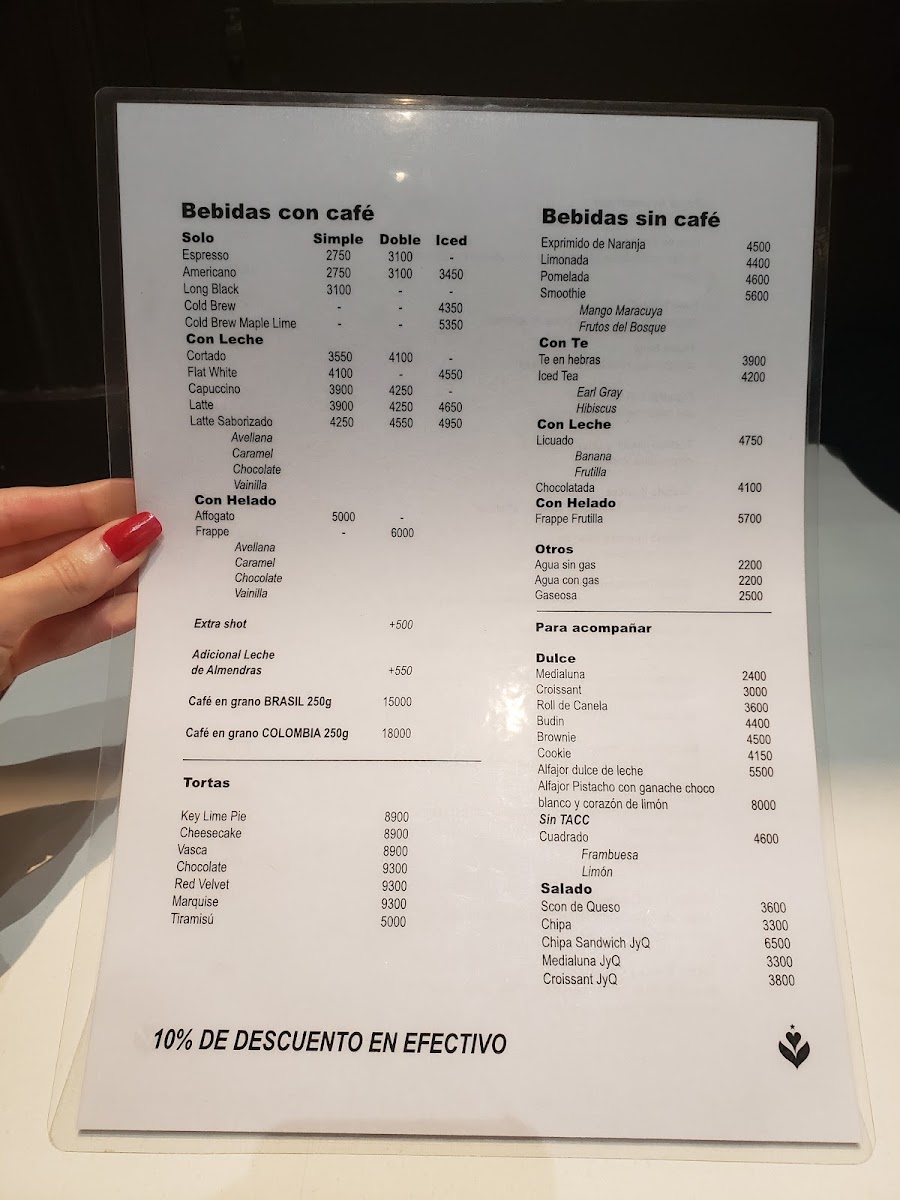 Bebidas con café
Solo Simple Doble Iced
Espresso 2750 3100 -
Americano 2750 3100 3450
Long Black 3100 - -
Cold Brew - - 4350
Cold Brew Maple Lime - - 5350
Con Leche
Cortado 3550 4100 -
Flat White 4100 - 4550
Capuccino 3900 4250 -
Latte 3900 4250 4650
Latte Saborizado 4250 4550 4950
Avellana
Caramel
Chocolate
Vainilla
Con Helado
Affogato 5000 -
Frappe - 6000
Avellana
Caramel
Chocolate
Vainilla
Extra shot +500
Adicional Leche
de Almendras +550
Café en grano BRASIL 250g 15000
Café en grano COLOMBIA 250g 18000
Tortas
Key Lime Pie 8900
Cheesecake 8900
Vasca 8900
Chocolate 9300
Red Velvet 9300
Marquise 9300
Tiramisú 5000
Bebidas sin café
Exprimido de Naranja 4500
Limonada 4400
Pomelada 4600
Smoothie 5600
Mango Maracuya
Frutos del Bosque
Con Te
Te en hebras 3900
Iced Tea 4200
Earl Gray
Hibiscus
Con Leche
Licuado 4750
Banana
Frutilla
Chocolatada 4100
Con Helado
Frappe Frutilla 5700
Otros
Agua sin gas 2200
Agua con gas 2200
Gaseosa 2500
Para acompañar
Dulce
Medialuna 2400
Croissant 3000
Roll de Canela 3600
Budin 4400
Brownie 4500
Cookie 4150
Alfajor dulce de leche 5500
Alfajor Pistacho con ganache choco
blanco y corazón de limón 8000
Sin TACC
Cuadrado 4600
Frambuesa
Limón
Salado
Scon de Queso 3600
Chipa 3300
Chipa Sandwich JyQ 6500
Medialuna JyQ 3300
Croissant JyQ 3800
10% DE DESCUENTO EN EFECTIVO